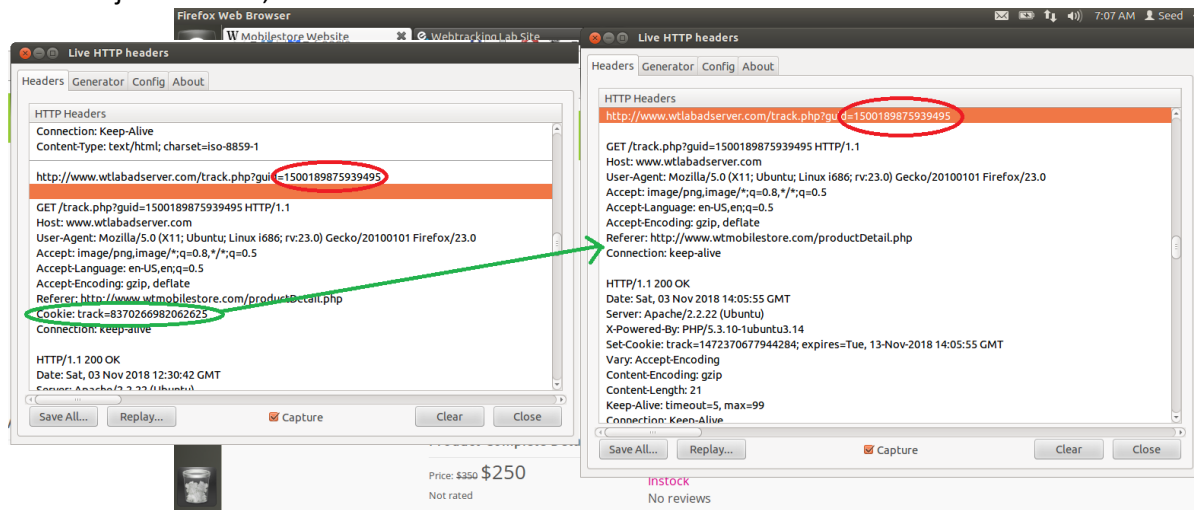 Firefox Web Browser
7:07 AM Seed
Mobilestore Website
Webtracking Lab Site
Live HTTP headers
Headers Generator Config About
HTTP Headers
Connection: Keep-Alive
Content-Type: text/html; charset=iso-8859-1
http://www.wtlabadserver.com/track.php?guid=1500189875939495
GET /track.php?guid=1500189875939495 HTTP/1.1
Host: www.wtlabadserver.com
User-Agent: Mozilla/5.0 (X11; Ubuntu; Linux i686; rv:23.0) Gecko/20100101 Firefox/23.0
Accept: image/png,image/*;q=0.8,*/*;q=0.5
Accept-Language: en-US,en;q=0.5
Accept-Encoding: gzip, deflate
Referer: http://www.wtmobilestore.com/productDetail.php
Cookie: track=8370266982062625
Connection: keep-alive
HTTP/1.1 200 OK
Date: Sat, 03 Nov 2018 12:30:42 GMT
Server: Apache/2.2.22 (Ubuntu)
Save All... Replay... Capture Clear Close
Live HTTP headers
Headers Generator Config About
HTTP Headers
http://www.wtlabadserver.com/track.php?guid=1500189875939495
GET /track.php?guid=1500189875939495 HTTP/1.1
Host: www.wtlabadserver.com
User-Agent: Mozilla/5.0 (X11; Ubuntu; Linux i686; rv:23.0) Gecko/20100101 Firefox/23.0
Accept: image/png,image/*;q=0.8,*/*;q=0.5
Accept-Language: en-US,en;q=0.5
Accept-Encoding: gzip, deflate
Referer: http://www.wtmobilestore.com/productDetail.php
Connection: keep-alive
HTTP/1.1 200 OK
Date: Sat, 03 Nov 2018 14:05:55 GMT
Server: Apache/2.2.22 (Ubuntu)
X-Powered-By: PHP/5.3.10-1ubuntu3.14
Set-Cookie: track=1472370677944284; expires=Tue, 13-Nov-2018 14:05:55 GMT
Vary: Accept-Encoding
Content-Encoding: gzip
Content-Length: 21
Keep-Alive: timeout=5, max=99
Connection: Keep-Alive
Save All... Replay... Capture Clear Close
Price: $350 $250
Instock
Not rated
No reviews